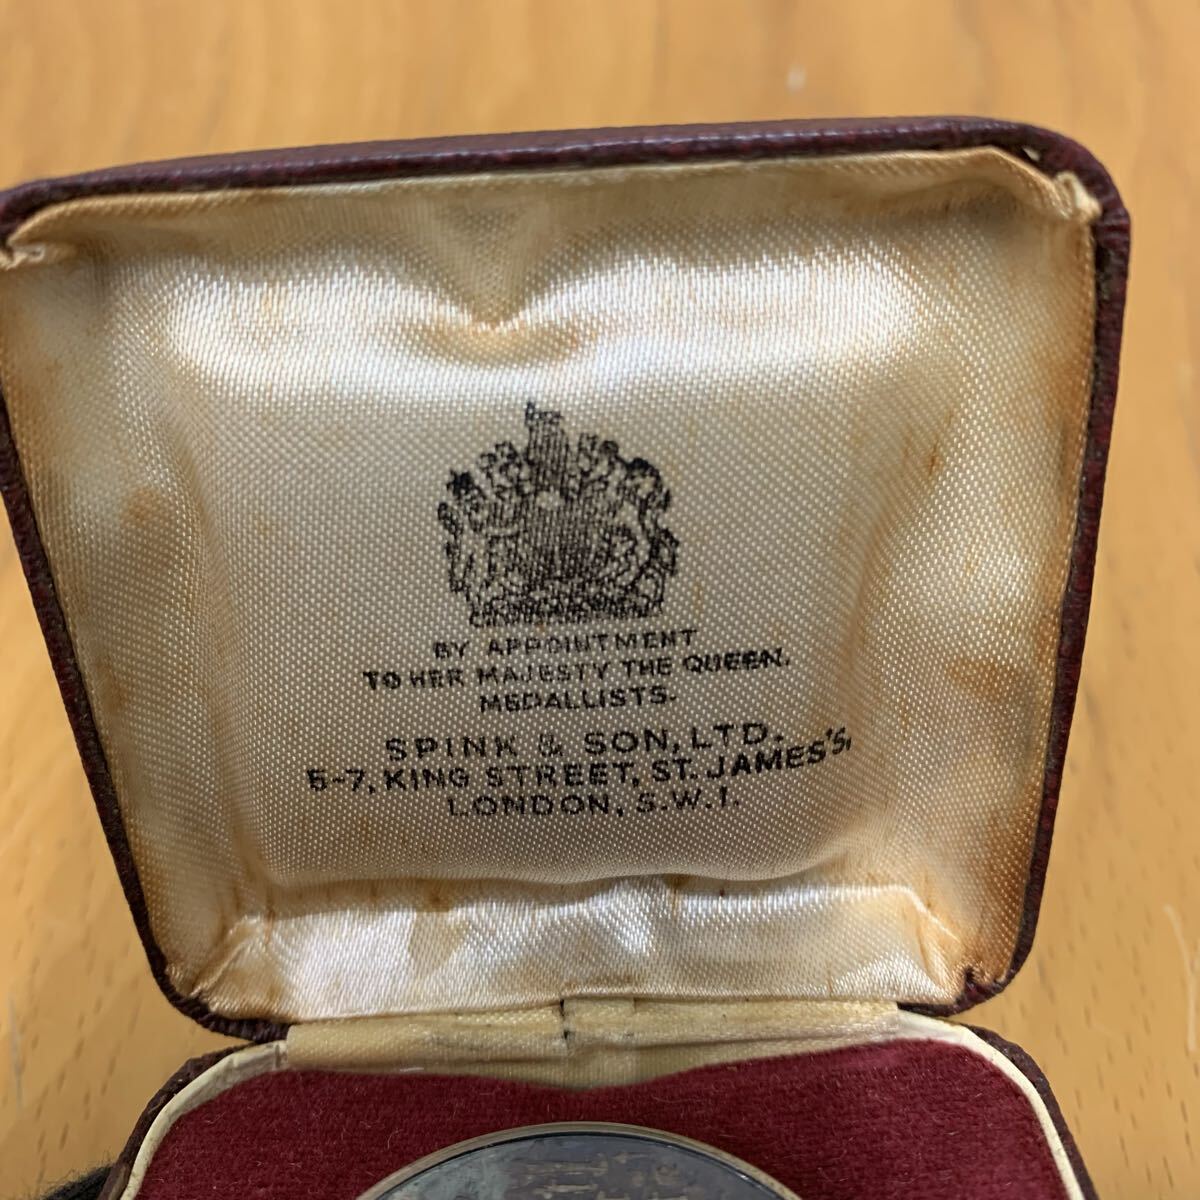 BY APPOINTMENT
TO HER MAJESTY THE QUEEN.
MEDALLISTS.
SPINK & SON, LTD.
5-7, KING STREET, ST. JAMES'S,
LONDON, S.W.1.